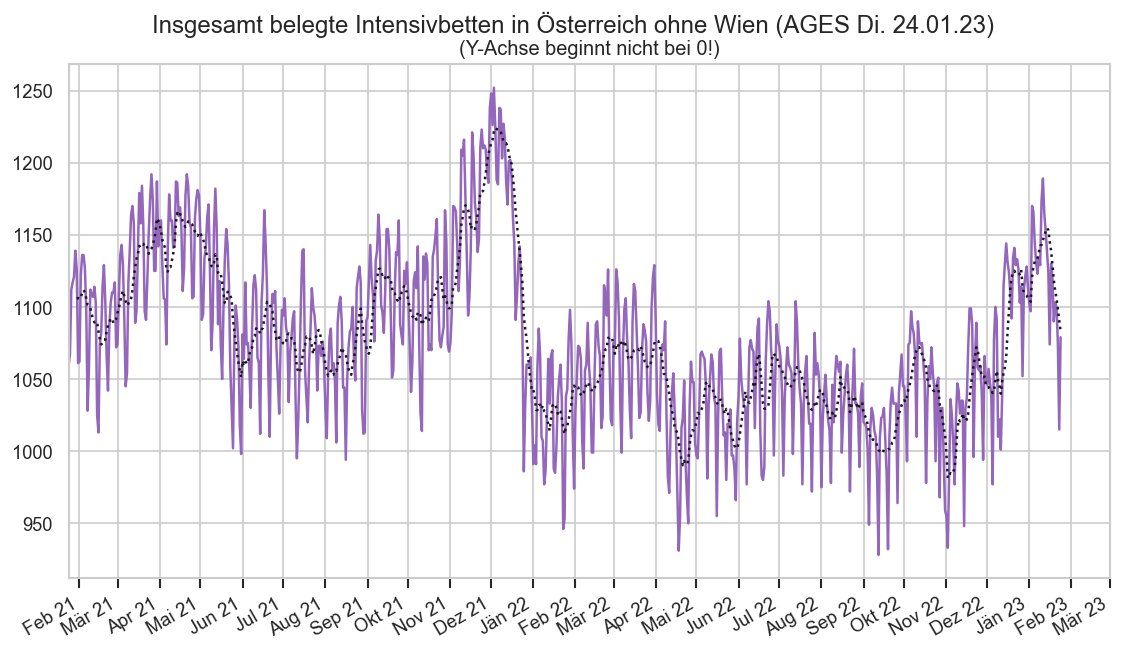 Insgesamt belegte Intensivbetten in Österreich ohne Wien (AGES Di. 24.01.23)
(Y-Achse beginnt nicht bei 0!)
1250
1200
1150
1100
1050
1000
950
Feb 21
Mär 21
Apr 21
Mai 21
Jun 21
Jul 21
Aug 21
Sep 21
Okt 21
Nov 21
Dez 21
Jän 22
Feb 22
Mär 22
Apr 22
Mai 22
Jun 22
Jul 22
Aug 22
Sep 22
Okt 22
Nov 22
Dez 22
Jän 23
Feb 23
Mär 23